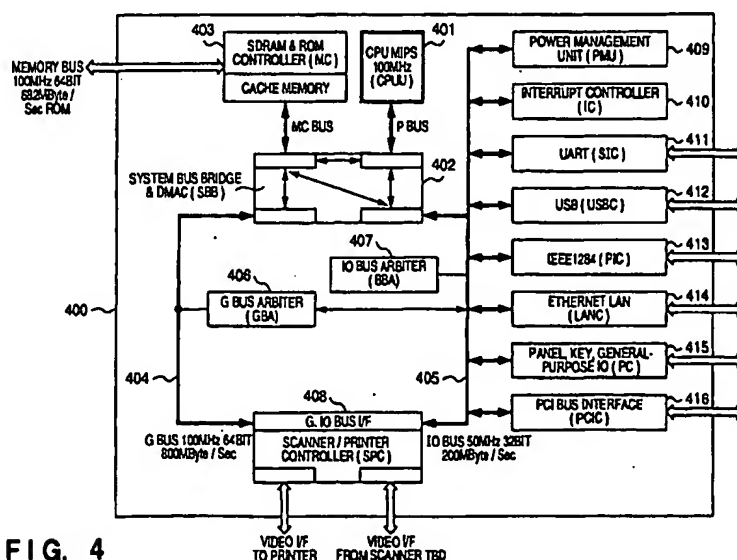 403
401
SDRAM & ROM
CONTROLLER (MC)
CACHE MEMORY
CPU MIPS
100MHz
(CPUU)
POWER MANAGEMENT
UNIT (PMU)
409
MEMORY BUS
100MHz 64BIT
682MByte /
Sec ROM
INTERRUPT CONTROLLER
(IC)
410
MC BUS
P BUS
UART (SIC)
411
402
SYSTEM BUS BRIDGE
& DMAC (SBB)
USB (USBC)
412
407
IEEE1284 (PIC)
413
IO BUS ARBITER
(BBA)
406
G BUS ARBITER
(GBA)
400
ETHERNET LAN
(LANC)
414
404
405
PANEL, KEY, GENERAL-
PURPOSE IO (PC)
415
408
G. IO BUS I/F
PCI BUS INTERFACE
(PCIC)
416
G BUS 100MHz 64BIT
800MByte / Sec
SCANNER / PRINTER
CONTROLLER (SPC)
IO BUS 50MHz 32BIT
200MByte / Sec
VIDEO I/F
TO PRINTER
VIDEO I/F
FROM SCANNER TBD
FIG. 4